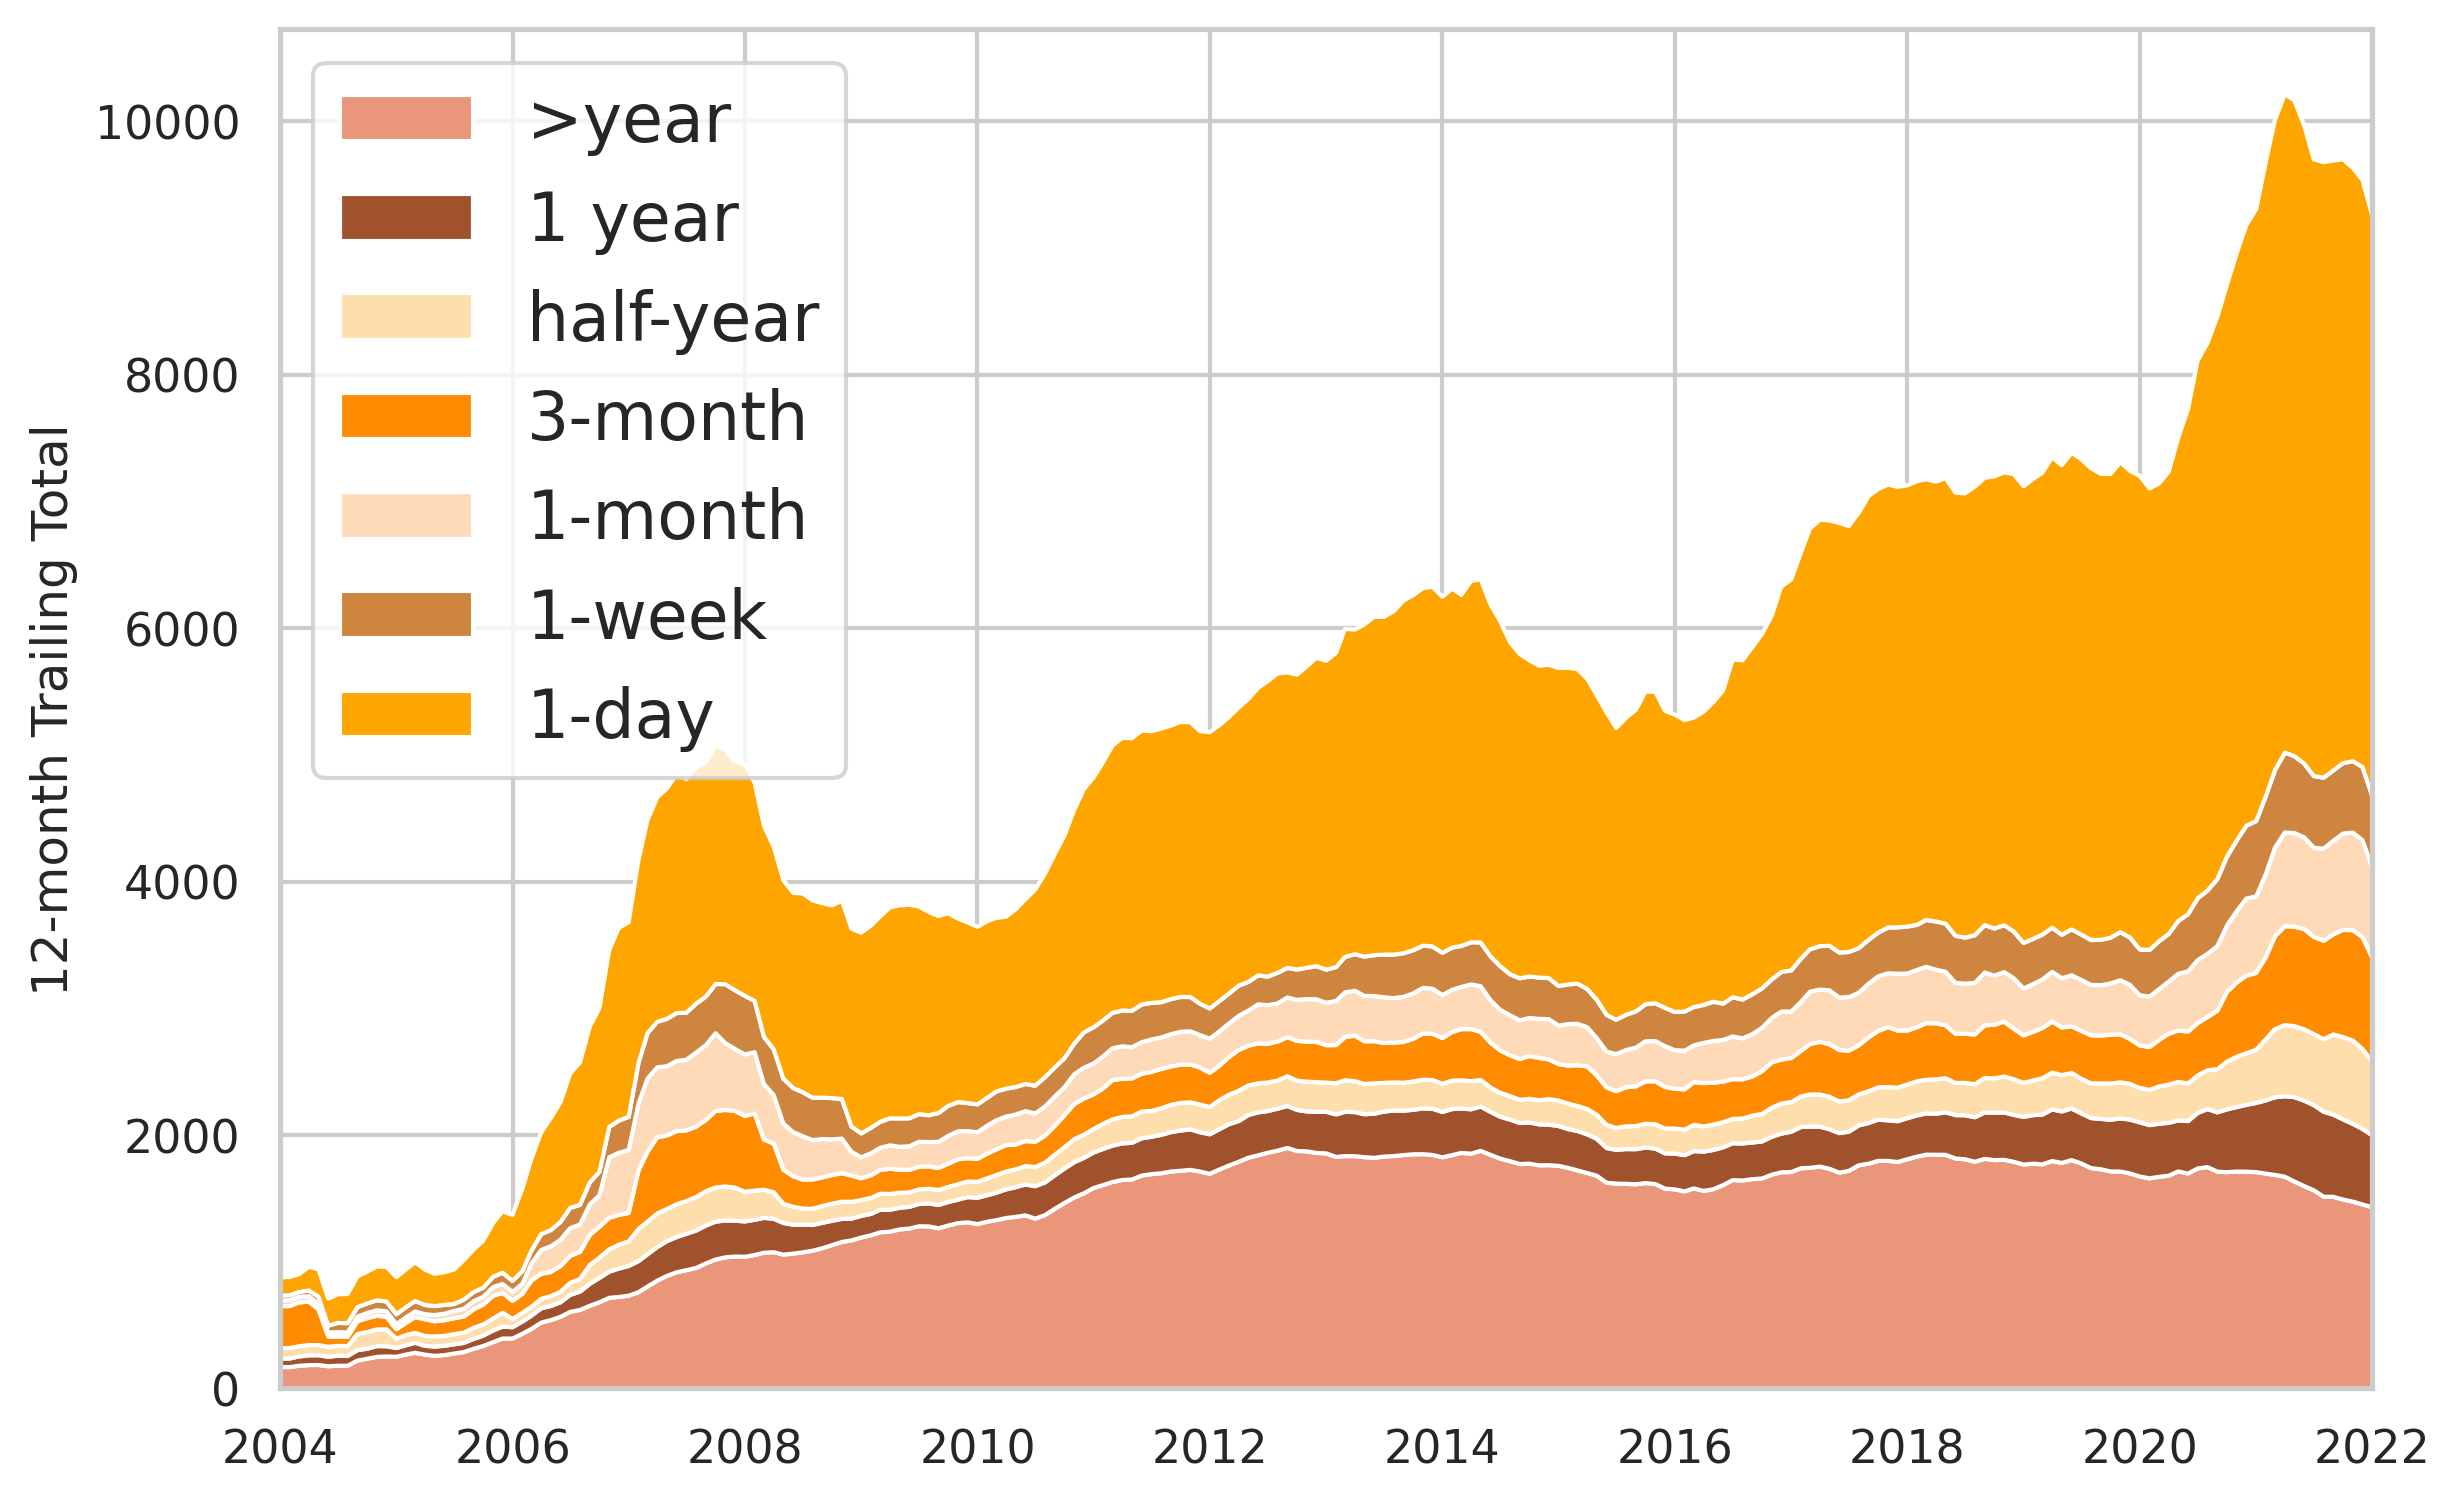 12-month Trailing Total
10000
8000
6000
4000
2000
0
>year
1 year
half-year
3-month
1-month
1-week
1-day
2004 2006 2008 2010 2012 2014 2016 2018 2020 2022